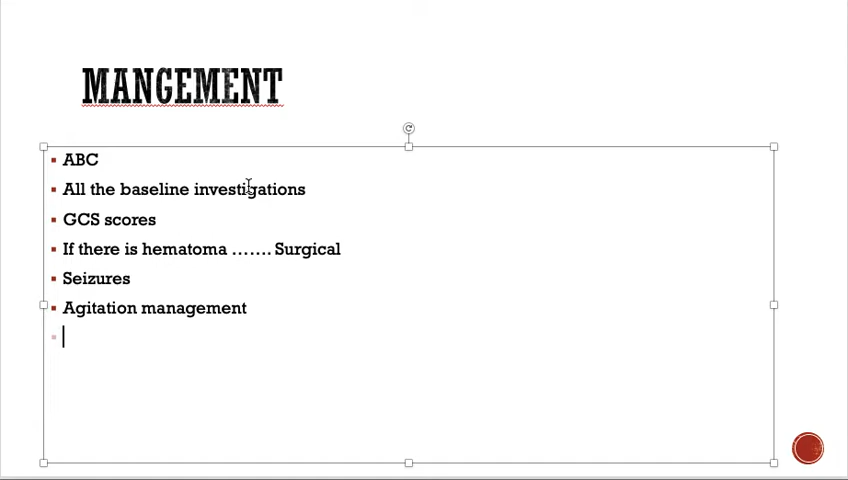 MANGEMENT
ABC
All the baseline investigations
GCS scores
If there is hematoma ……. Surgical
Seizures
Agitation management